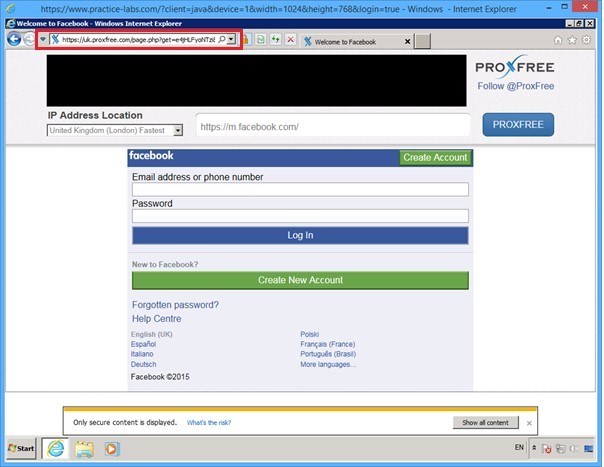 https://www.practice-labs.com/?client=java&device=1&width=1024&height=768&login=true - Windows Internet Explorer
Welcome to Facebook - Windows Internet Explorer
https://uk.proxfree.com/page.php?get= Welcome to Facebook
PROXFREE
Follow @ProxFree
IP Address Location
United Kingdom (London) Fastest https://m.facebook.com/ PROXFREE
facebook Create Account
Email address or phone number
Password
Log In
New to Facebook?
Create New Account
Forgotten password?
Help Centre
English (UK) Polski
Español Français (France)
Italiano Português (Brasil)
Deutsch More languages...
Facebook ©2015
Only secure content is displayed. What's the risk? Show all content
Start EN